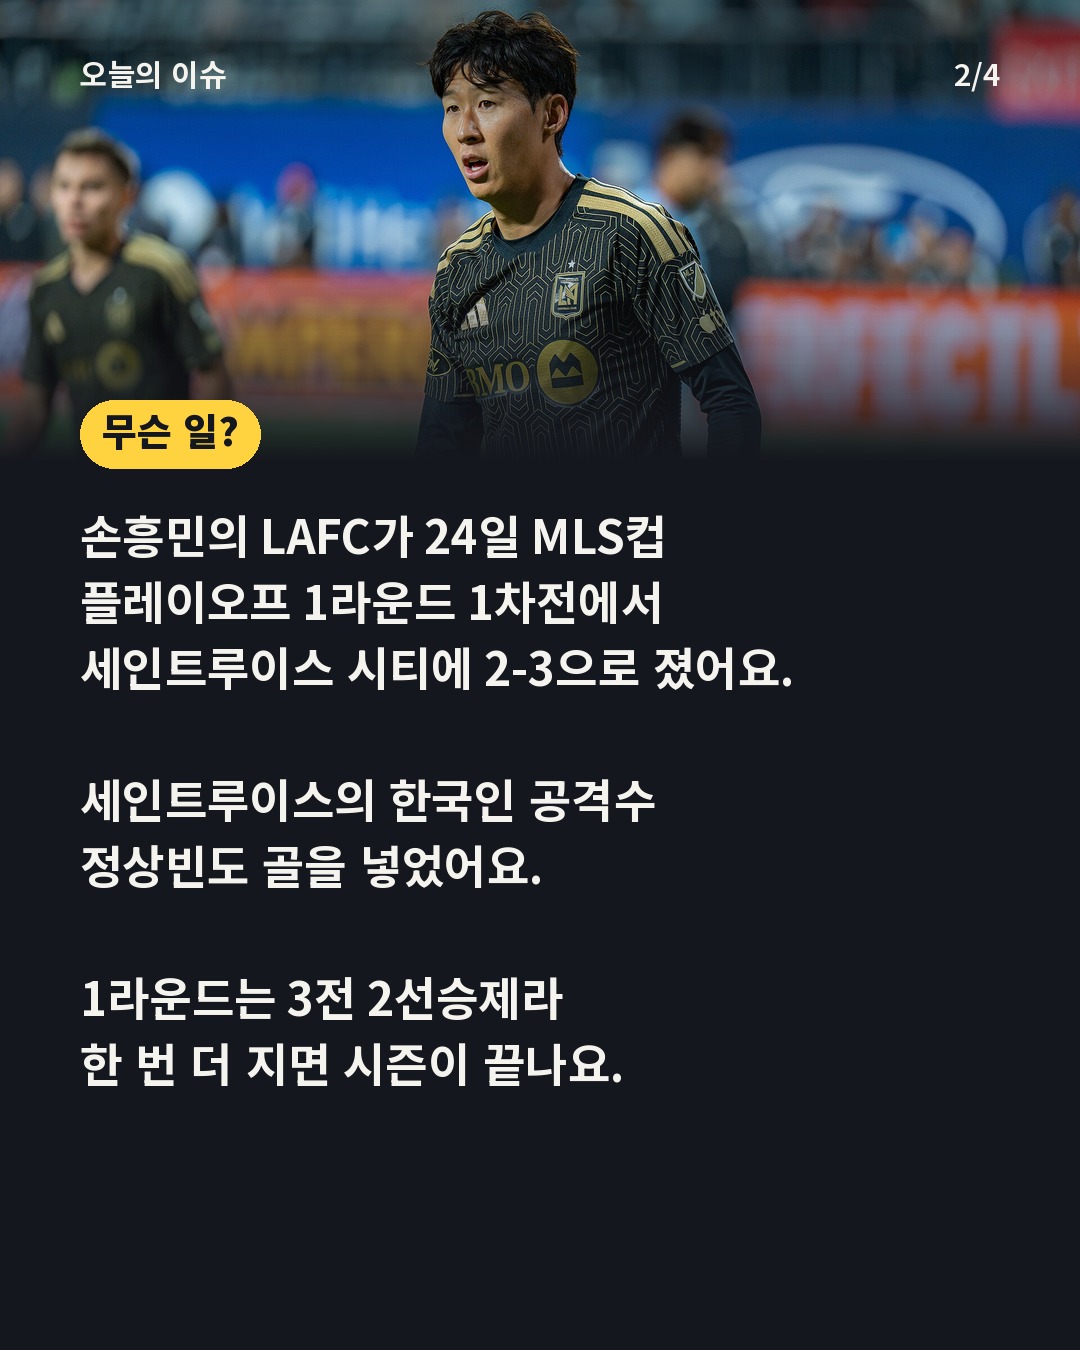 오늘의 이슈
2/4
BMO
무슨 일?
손흥민의 LAFC가 24일 MLS컵
플레이오프 1라운드 1차전에서
세인트루이스 시티에 2-3으로 졌어요.
세인트루이스의 한국인 공격수
정상빈도 골을 넣었어요.
1라운드는 3전 2선승제라
한 번 더 지면 시즌이 끝나요.